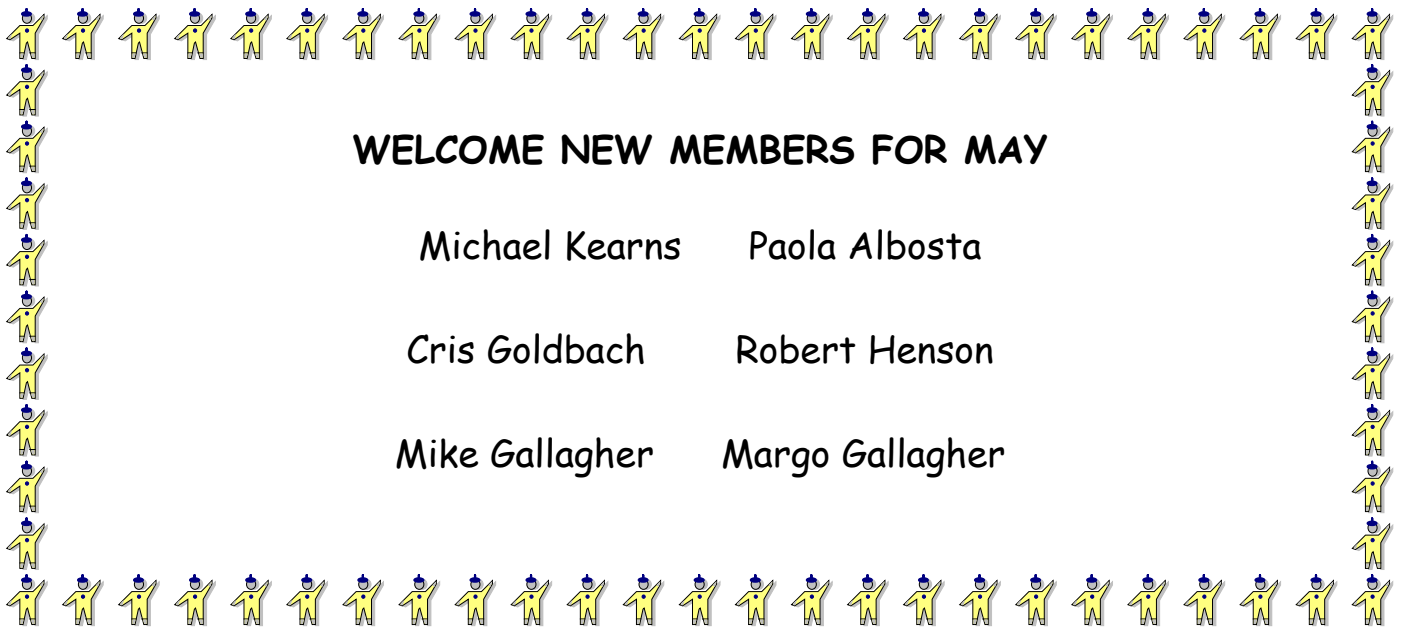 WELCOME NEW MEMBERS FOR MAY
Michael Kearns Paola Albosta
Cris Goldbach Robert Henson
Mike Gallagher Margo Gallagher